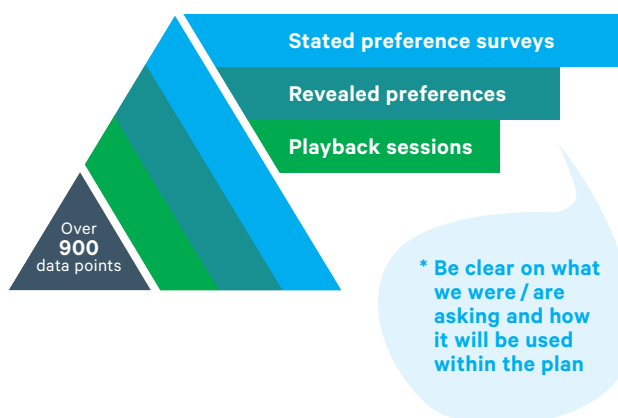 Stated preference surveys
Revealed preferences
Playback sessions
Over
900
data points
* Be clear on what
we were / are
asking and how
it will be used
within the plan